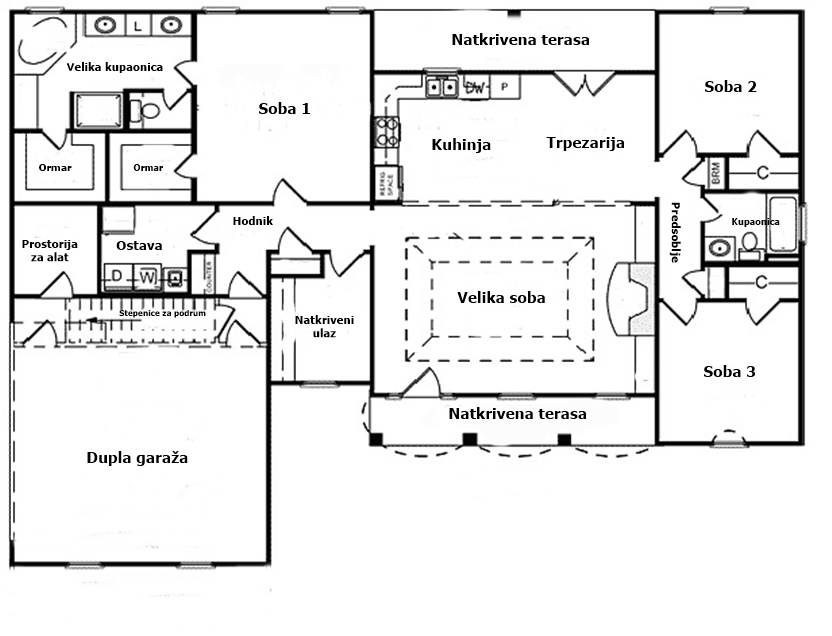 L
Natkrivena terasa
Velika kupaonica
DW
P
Soba 1
Soba 2
Kuhinja
Trpezarija
Ormar
Ormar
REFRIG
SPACE
BRM
C
Hodnik
Predsoblje
Kupaonica
Prostorija
za alat
Ostava
D
W
COUNTER
C
Velika soba
Stepenice za podrum
Natkriveni
ulaz
Soba 3
Natkrivena terasa
Dupla garaža